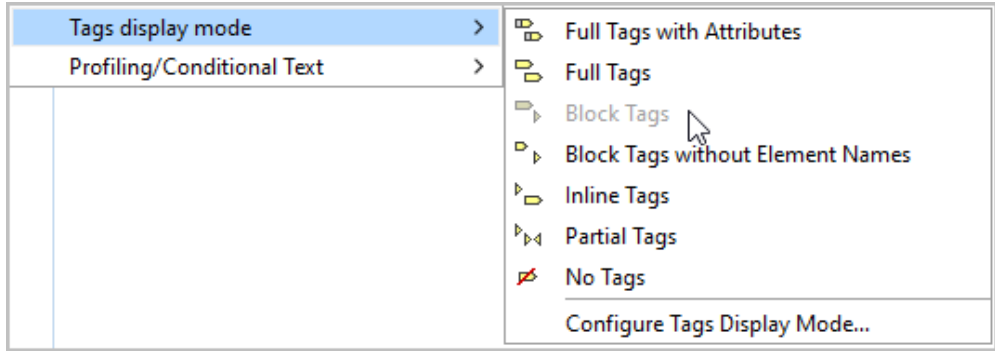 Tags display mode
Profiling/Conditional Text
Full Tags with Attributes
Full Tags
Block Tags
Block Tags without Element Names
Inline Tags
Partial Tags
No Tags
Configure Tags Display Mode...